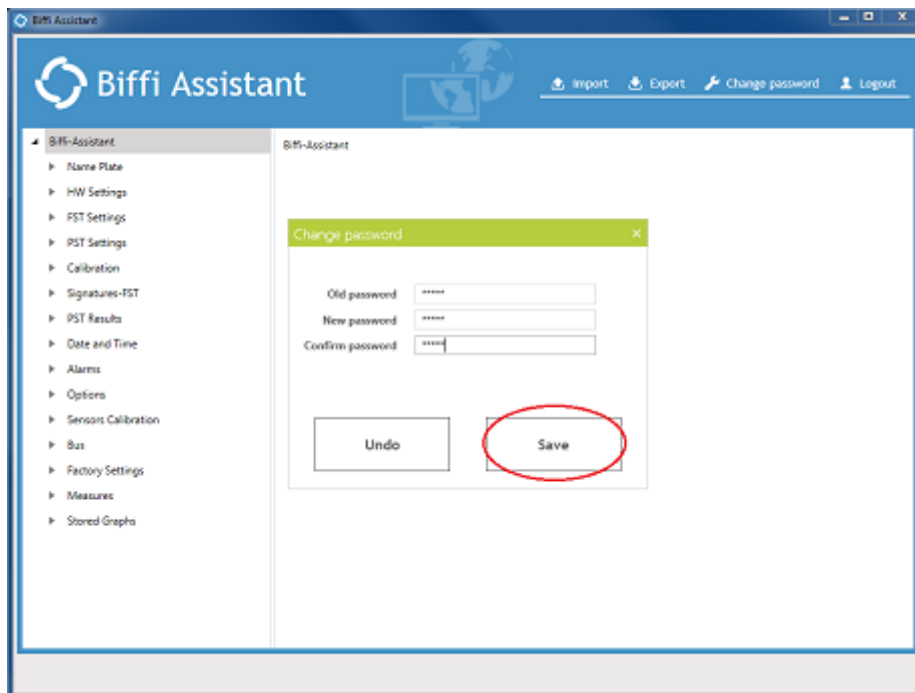 Biffi Assistant
Biffi Assistant
Import Export Change password Logout
Biffi-Assistant
Name Plate
HW Settings
FST Settings
PST Settings
Calibration
Signatures-FST
PST Results
Date and Time
Alarms
Options
Sensors Calibration
Bus
Factory Settings
Measures
Stored Graphs
Biffi-Assistant
Change password
Old password *****
New password *****
Confirm password *****
Undo Save